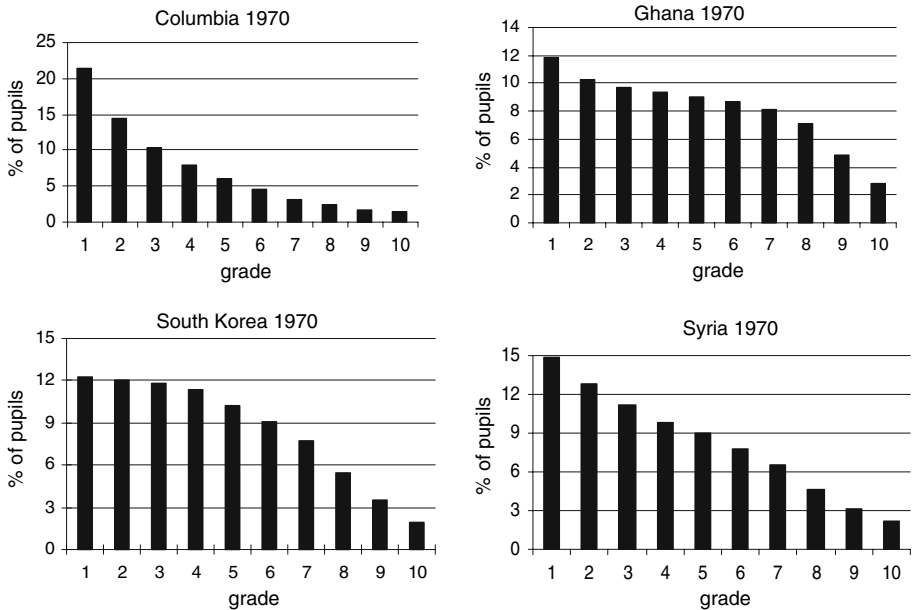 Columbia 1970
25
20
15
10
5
0
% of pupils
1 2 3 4 5 6 7 8 9 10
grade
Ghana 1970
14
12
10
8
6
4
2
0
% of pupils
1 2 3 4 5 6 7 8 9 10
grade
South Korea 1970
15
12
9
6
3
0
% of pupils
1 2 3 4 5 6 7 8 9 10
grade
Syria 1970
15
12
9
6
3
0
% of pupils
1 2 3 4 5 6 7 8 9 10
grade